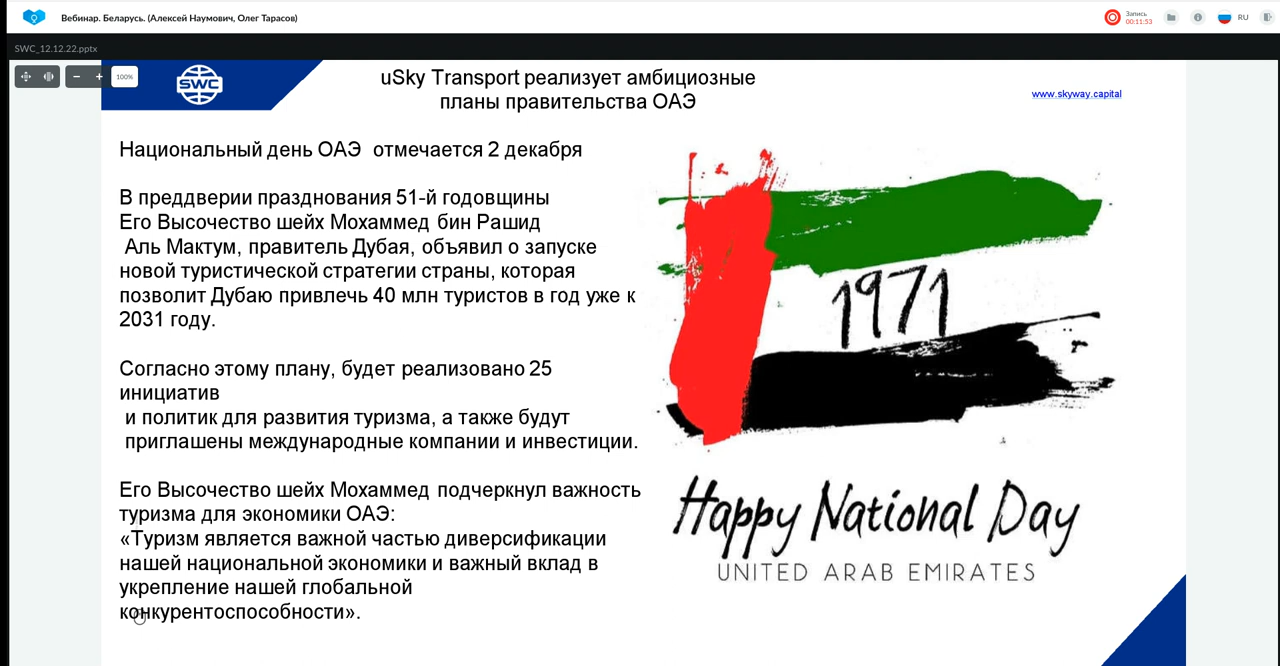 Вебинар. Беларусь. (Алексей Наумович, Олег Тарасов)
Запись
00:11:53
RU
SWC_12.12.22.pptx
100%
SWC
uSky Transport реализует амбициозные
планы правительства ОАЭ
www.skyway.capital
Национальный день ОАЭ отмечается 2 декабря
В преддверии празднования 51-й годовщины
Его Высочество шейх Мохаммед бин Рашид
Аль Мактум, правитель Дубая, объявил о запуске
новой туристической стратегии страны, которая
позволит Дубаю привлечь 40 млн туристов в год уже к
2031 году.
Согласно этому плану, будет реализовано 25
инициатив
и политик для развития туризма, а также будут
приглашены международные компании и инвестиции.
Его Высочество шейх Мохаммед подчеркнул важность
туризма для экономики ОАЭ:
«Туризм является важной частью диверсификации
нашей национальной экономики и важный вклад в
укрепление нашей глобальной
конкурентоспособности».
1971
Happy National Day
UNITED ARAB EMIRATES